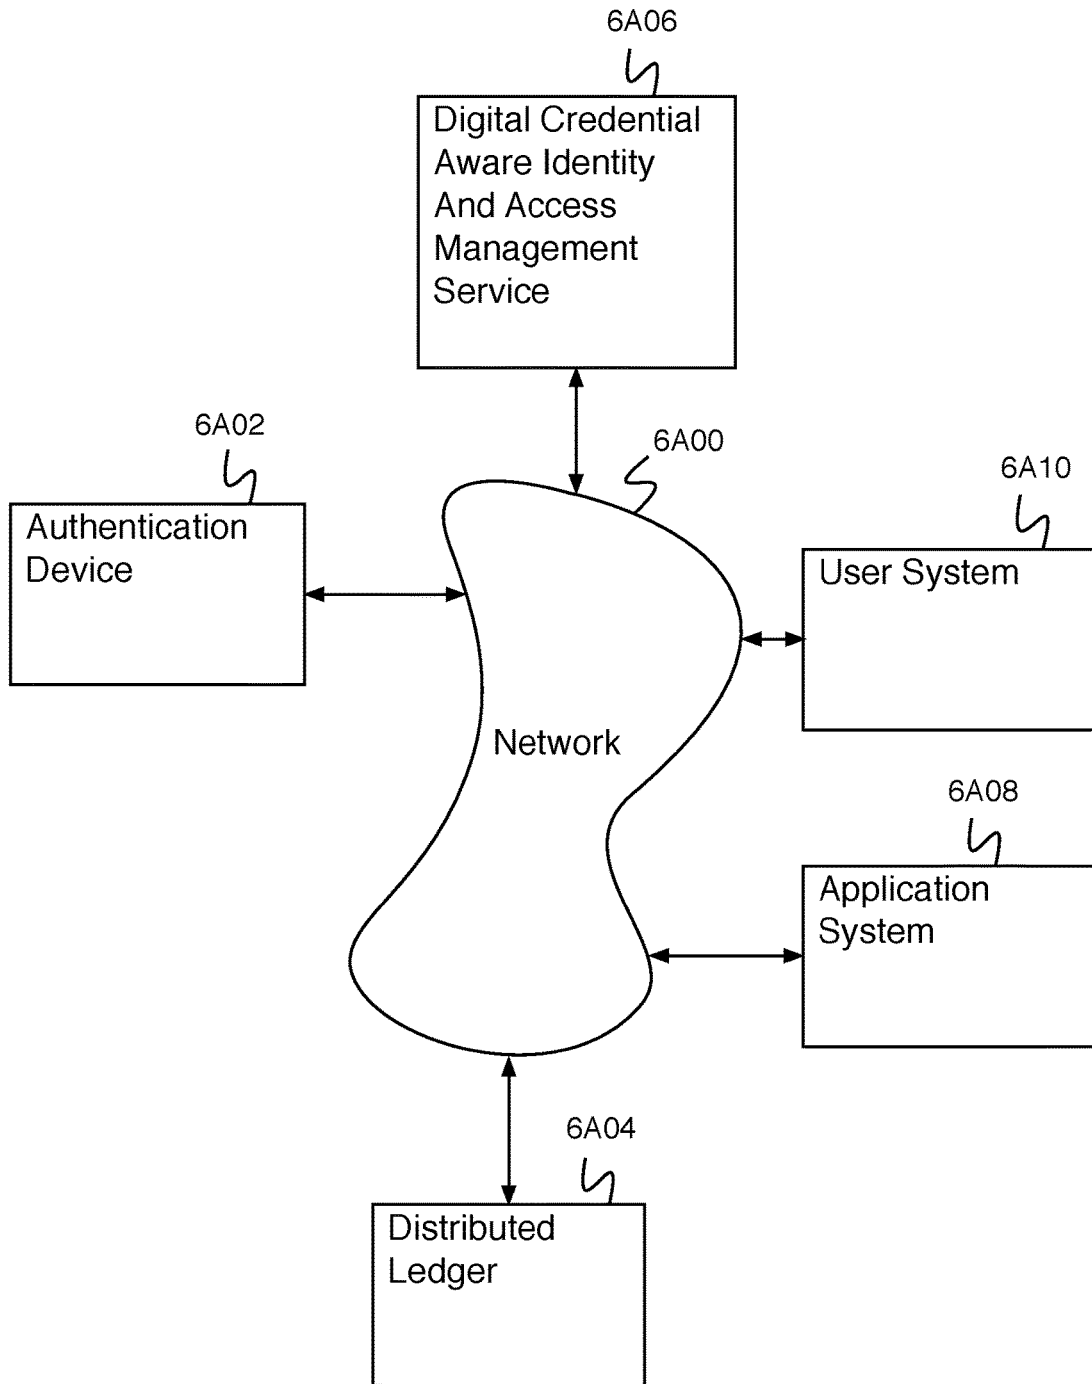 6A06
Digital Credential
Aware Identity
And Access
Management
Service
6A02
Authentication
Device
6A00
6A10
User System
Network
6A08
Application
System
6A04
Distributed
Ledger